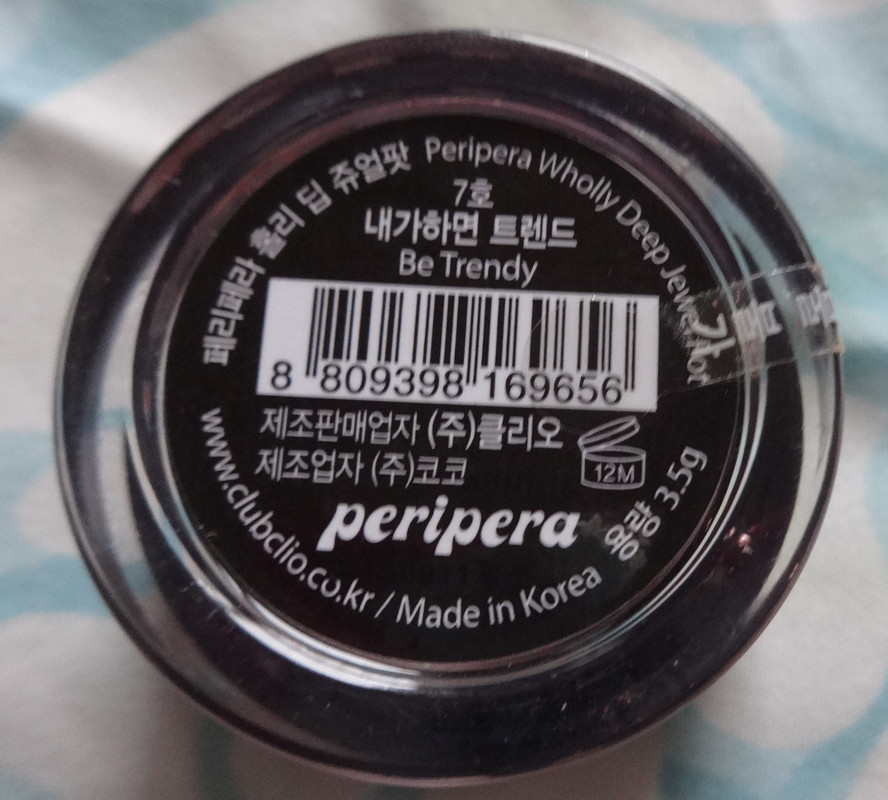 페리페라 홀리 딥 쥬얼팟 Peripera Wholly Deep Jewel Pot
7호
내가하면 트렌드
Be Trendy
8 809398 169656
제조판매업자 (주)클리오
제조업자 (주)코코
12M
peripera
용량 3.5g
www.clubclio.co.kr / Made in Korea